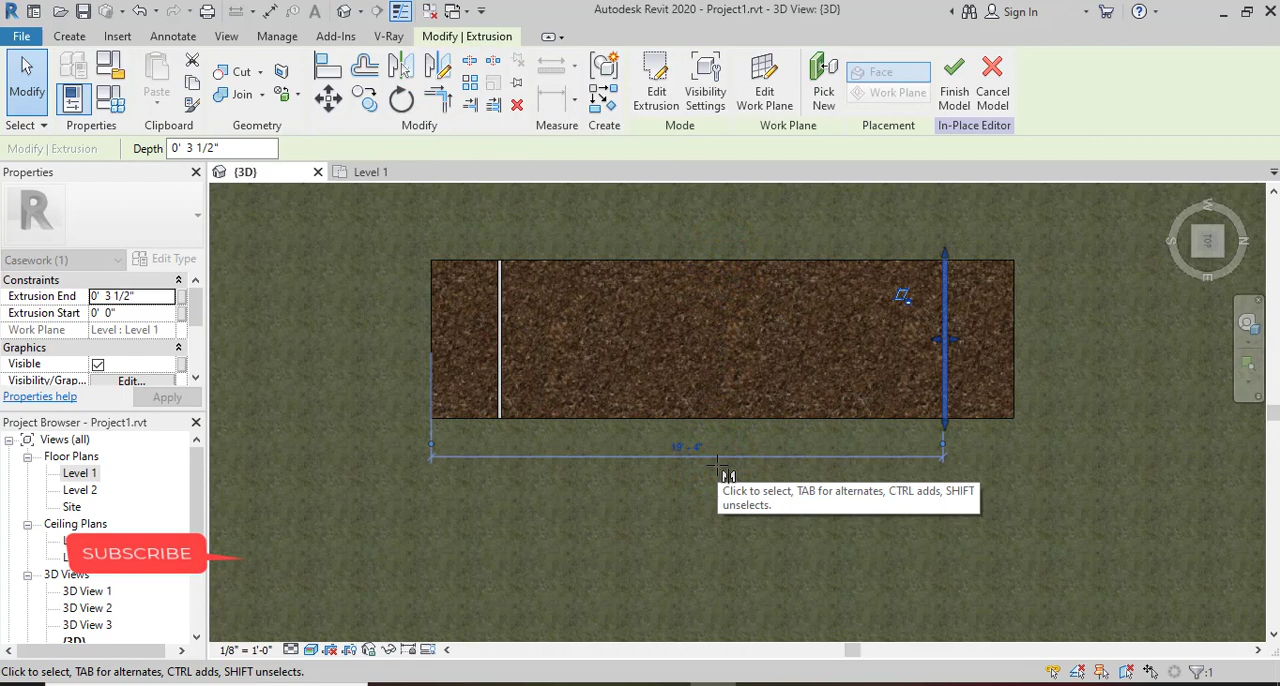 Autodesk Revit 2020 - Project1.rvt - 3D View: {3D}
Sign In
File
Create
Insert
Annotate
View
Manage
Add-Ins
V-Ray
Modify | Extrusion
Modify
Paste
Cut
Join
Edit
Extrusion
Visibility
Settings
Edit
Work Plane
Pick
New
Face
Work Plane
Finish
Model
Cancel
Model
Select
Properties
Clipboard
Geometry
Modify
Measure
Create
Mode
Work Plane
Placement
In-Place Editor
Modify | Extrusion
Depth
0' 3 1/2"
Properties
{3D}
Level 1
Casework (1)
Edit Type
Constraints
Extrusion End
0' 3 1/2"
Extrusion Start
0' 0"
Work Plane
Level : Level 1
Graphics
Visible
Visibility/Grap...
Edit...
Properties help
Apply
Project Browser - Project1.rvt
Views (all)
Floor Plans
Level 1
Level 2
Site
Ceiling Plans
SUBSCRIBE
3D Views
3D View 1
3D View 2
3D View 3
{3D}
W
S
TOP
N
E
19' - 4"
Click to select, TAB for alternates, CTRL adds, SHIFT
unselects.
1/8" = 1'-0"
Click to select, TAB for alternates, CTRL adds, SHIFT unselects.
:1